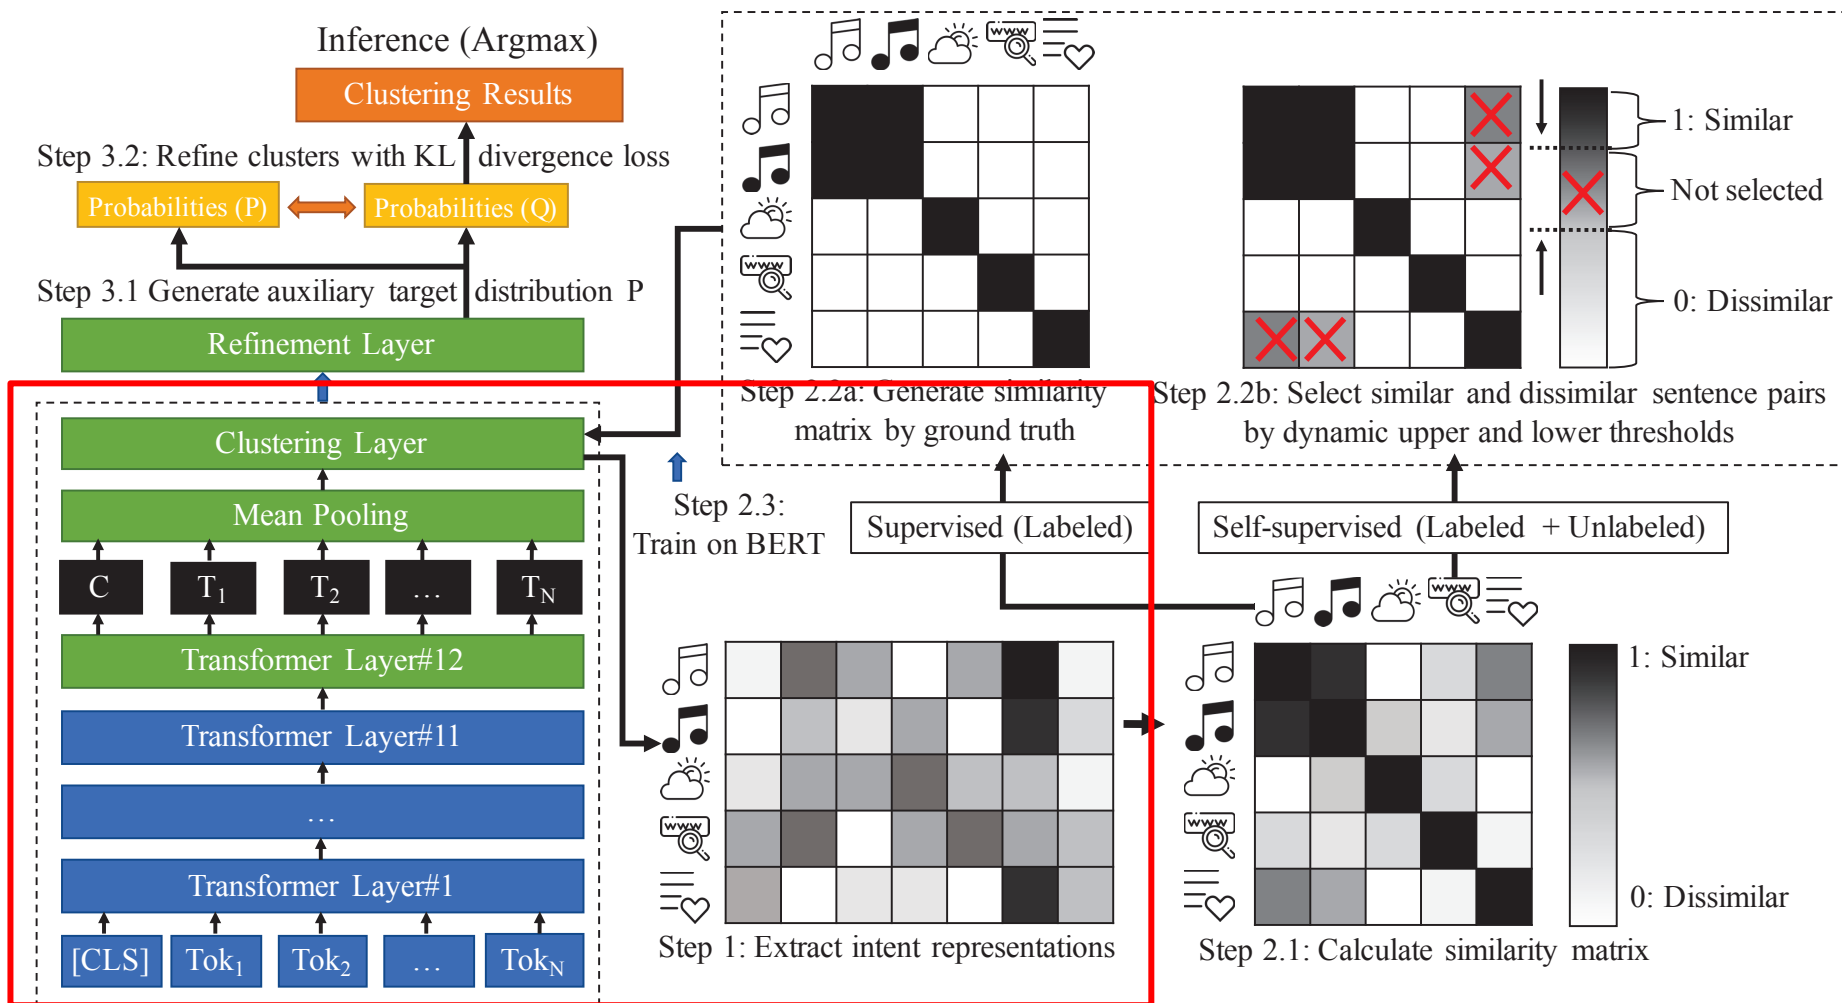 Inference (Argmax)
Clustering Results
Step 3.2: Refine clusters with KL divergence loss
Probabilities (P)
Probabilities (Q)
Step 3.1 Generate auxiliary target distribution P
Refinement Layer
Clustering Layer
Mean Pooling
C
T1
T2
...
TN
Transformer Layer#12
Transformer Layer#11
...
Transformer Layer#1
[CLS]
Tok1
Tok2
...
TokN
www
www
Step 2.2a: Generate similarity
matrix by ground truth
1: Similar
Not selected
0: Dissimilar
Step 2.2b: Select similar and dissimilar sentence pairs
by dynamic upper and lower thresholds
Step 2.3:
Train on BERT
Supervised (Labeled)
Self-supervised (Labeled + Unlabeled)
www
Step 1: Extract intent representations
www
www
1: Similar
0: Dissimilar
Step 2.1: Calculate similarity matrix